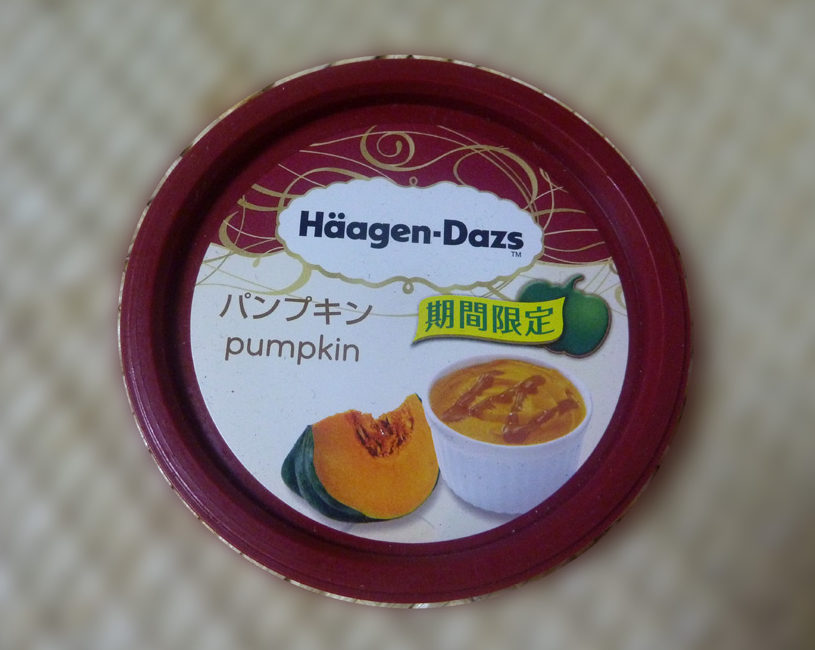 Häagen-Dazs
TM
パンプキン
期間限定
pumpkin